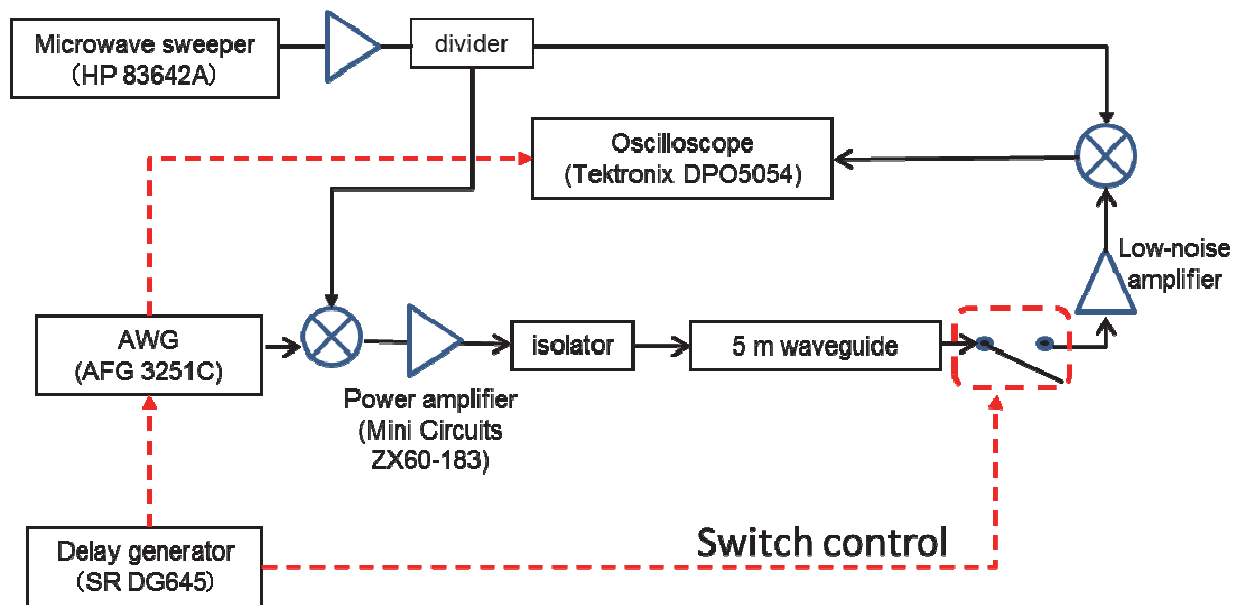 Microwave sweeper
(HP 83642A)
divider
Oscilloscope
(Tektronix DPO5054)
Low-noise
amplifier
AWG
(AFG 3251C)
isolator
5 m waveguide
Power amplifier
(Mini Circuits
ZX60-183)
Delay generator
(SR DG645)
Switch control